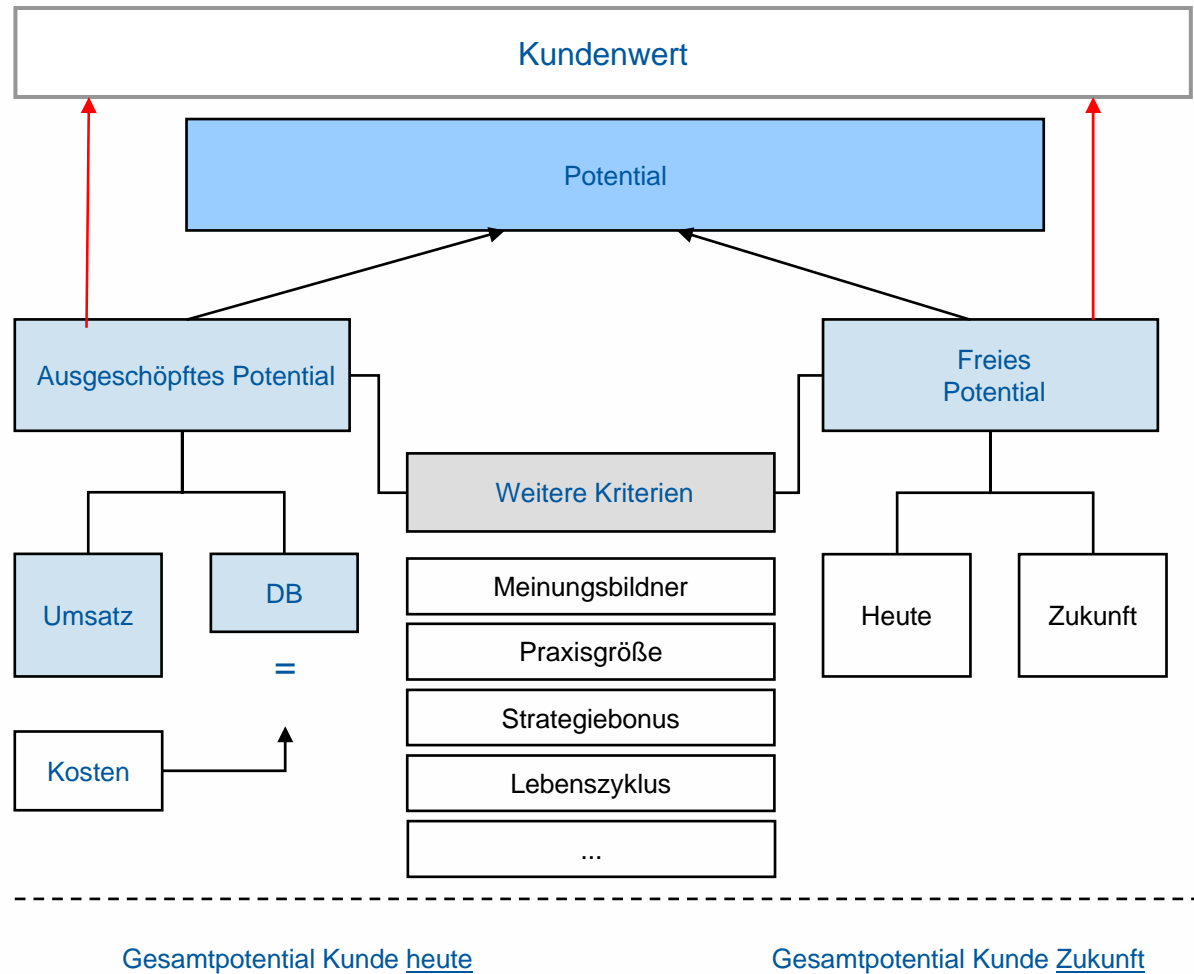 Kundenwert
Potential
Ausgeschöpftes Potential
Freies
Potential
Weitere Kriterien
Umsatz
DB
=
Kosten
Meinungsbildner
Praxisgröße
Strategiebonus
Lebenszyklus
...
Heute
Zukunft
Gesamtpotential Kunde heute
Gesamtpotential Kunde Zukunft